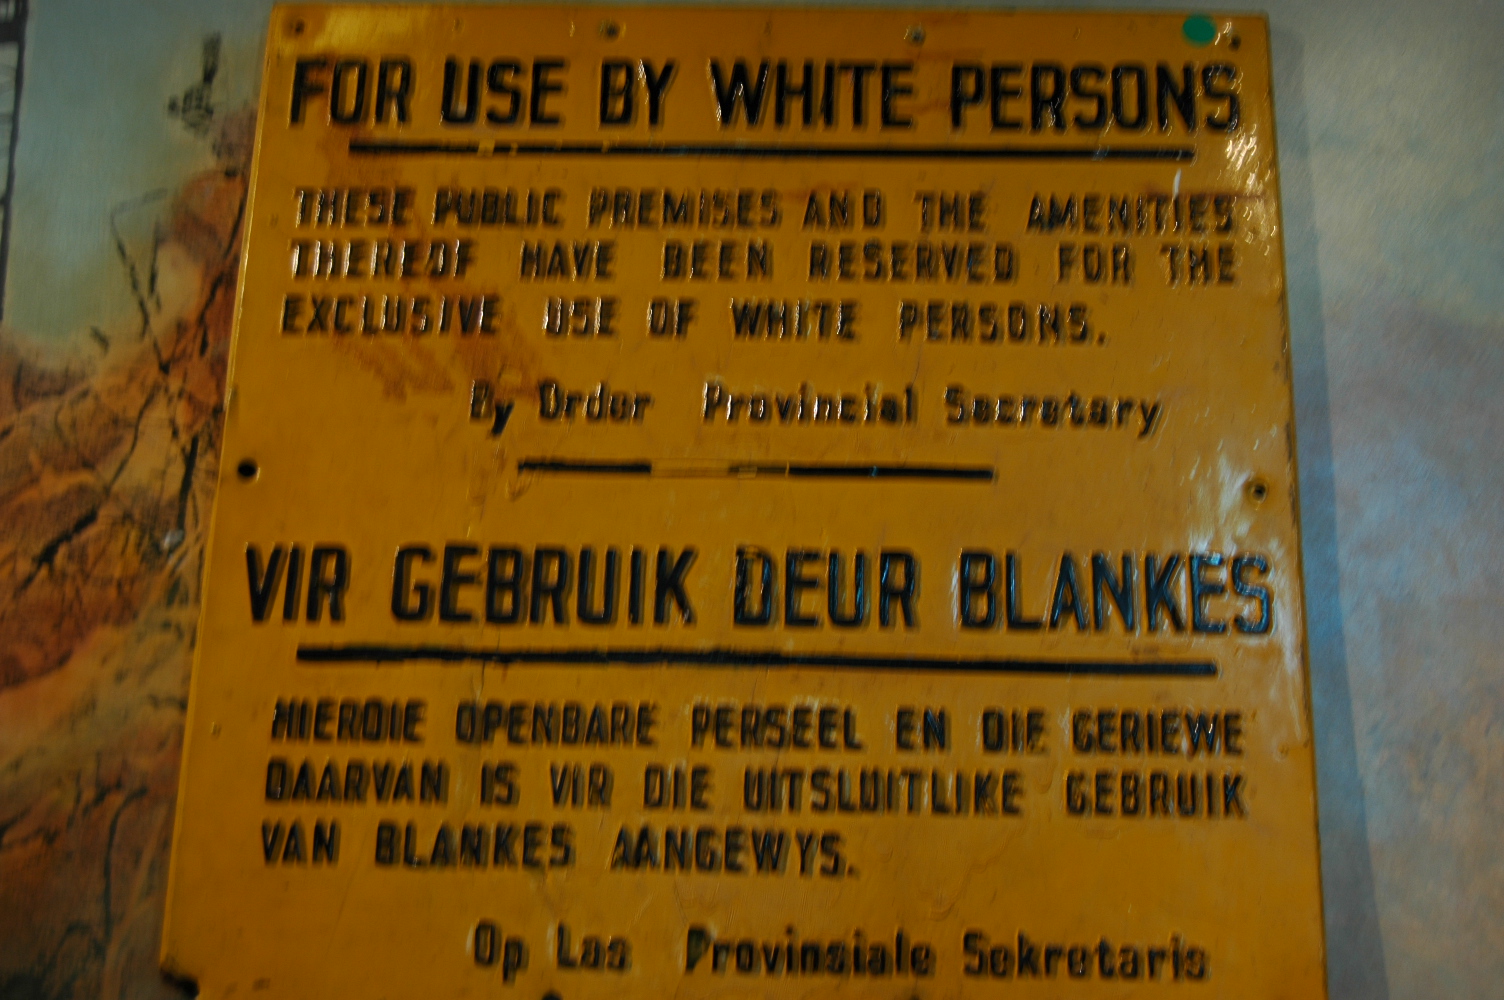 FOR USE BY WHITE PERSONS
THESE PUBLIC PREMISES AND THE AMENITIES
THEREOF HAVE BEEN RESERVED FOR THE
EXCLUSIVE USE OF WHITE PERSONS.
By Order Provincial Secretary
VIR GEBRUIK DEUR BLANKES
HIERDIE OPENBARE PERSEEL EN DIE GERIEWE
DAARVAN IS VIR DIE UITSLUITLIKE GEBRUIK
VAN BLANKES AANGEWYS.
Op Las Provinsiale Sekretaris